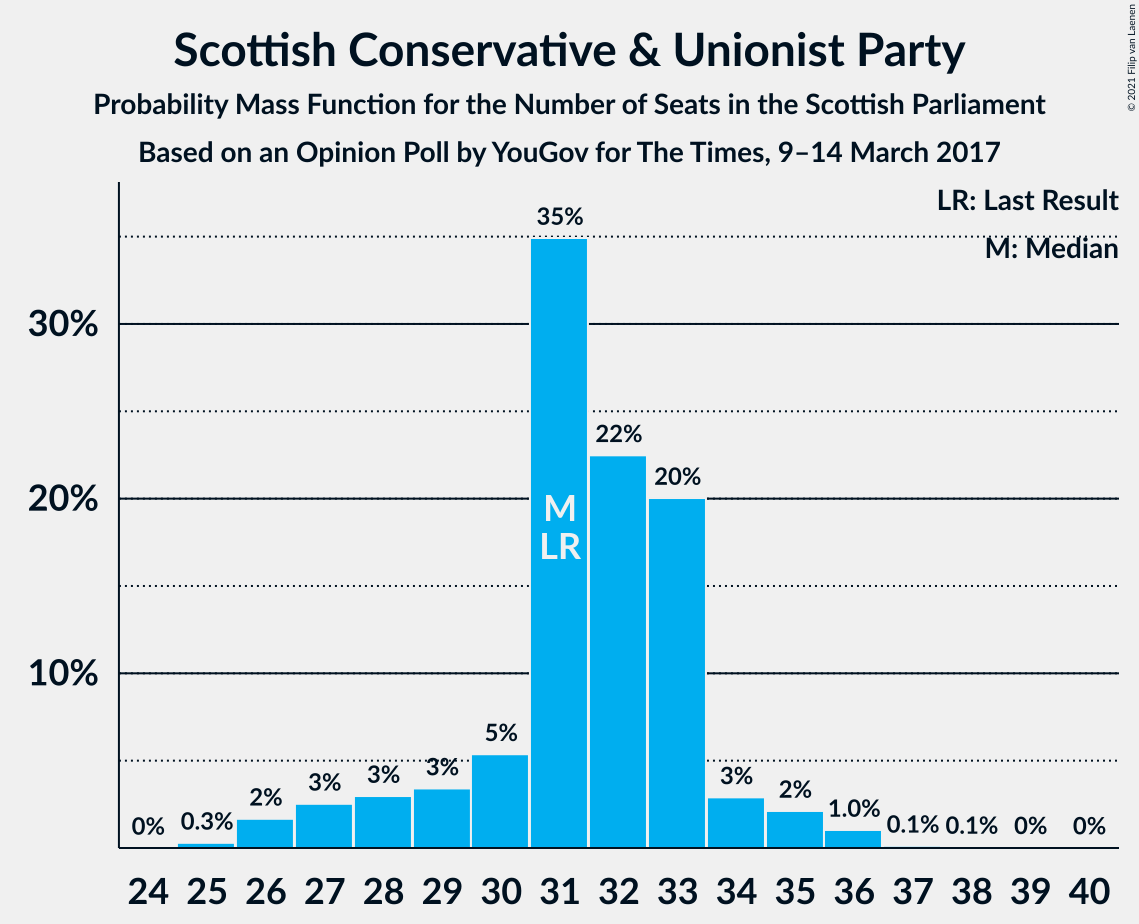 Scottish Conservative & Unionist Party
Probability Mass Function for the Number of Seats in the Scottish Parliament
Based on an Opinion Poll by YouGov for The Times, 9–14 March 2017
© 2021 Filip van Laenen
LR: Last Result
M: Median
30%
20%
10%
0% 0.3% 2% 3% 3% 3% 5% 35% 22% 20% 3% 2% 1.0% 0.1% 0.1% 0% 0%
M
LR
24 25 26 27 28 29 30 31 32 33 34 35 36 37 38 39 40